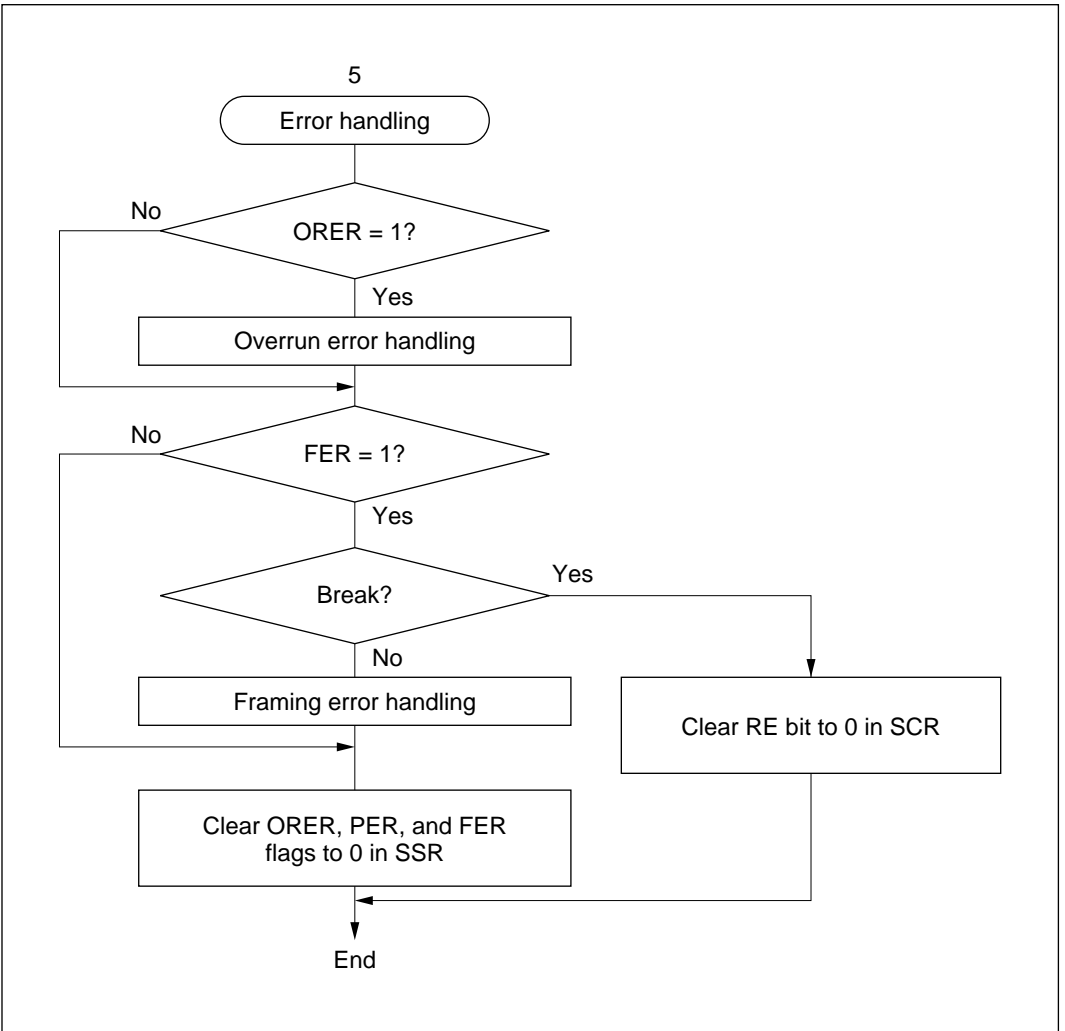 5
Error handling
No
ORER = 1?
Yes
Overrun error handling
No
FER = 1?
Yes
Break?
Yes
No
Framing error handling
Clear RE bit to 0 in SCR
Clear ORER, PER, and FER
flags to 0 in SSR
End